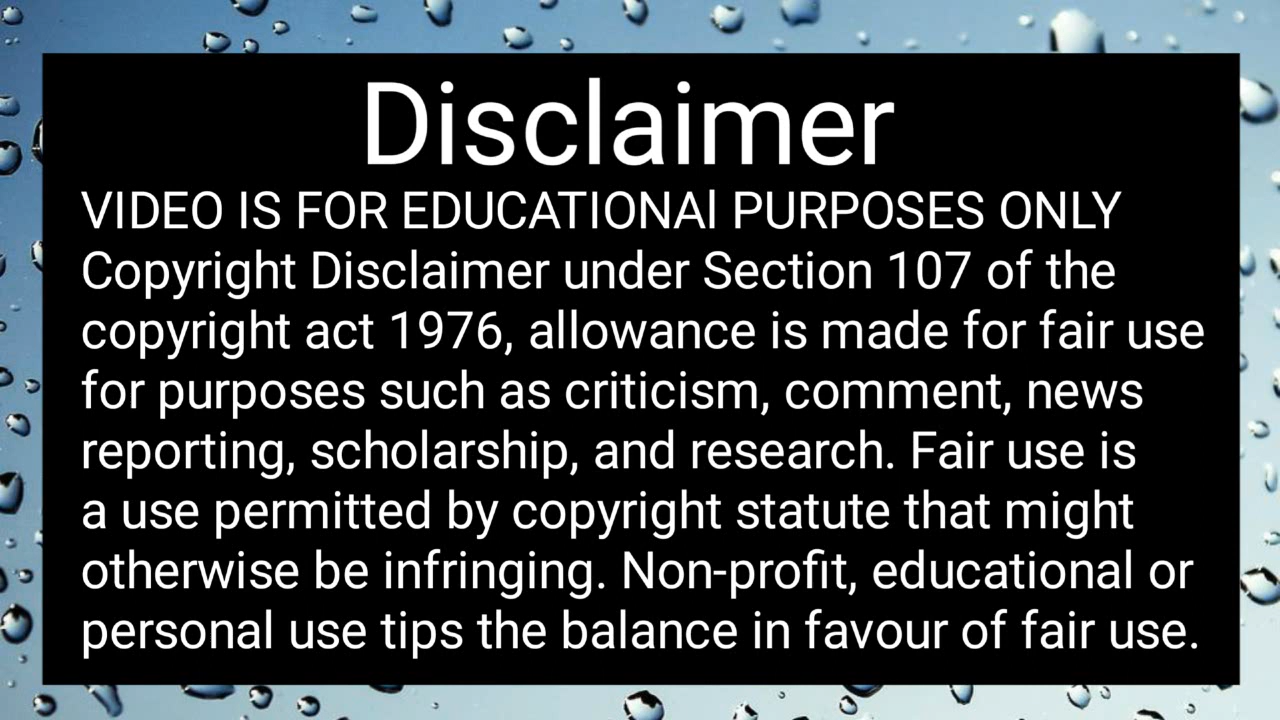 Disclaimer
VIDEO IS FOR EDUCATIONAl PURPOSES ONLY
Copyright Disclaimer under Section 107 of the
copyright act 1976, allowance is made for fair use
for purposes such as criticism, comment, news
reporting, scholarship, and research. Fair use is
a use permitted by copyright statute that might
otherwise be infringing. Non-profit, educational or
personal use tips the balance in favour of fair use.